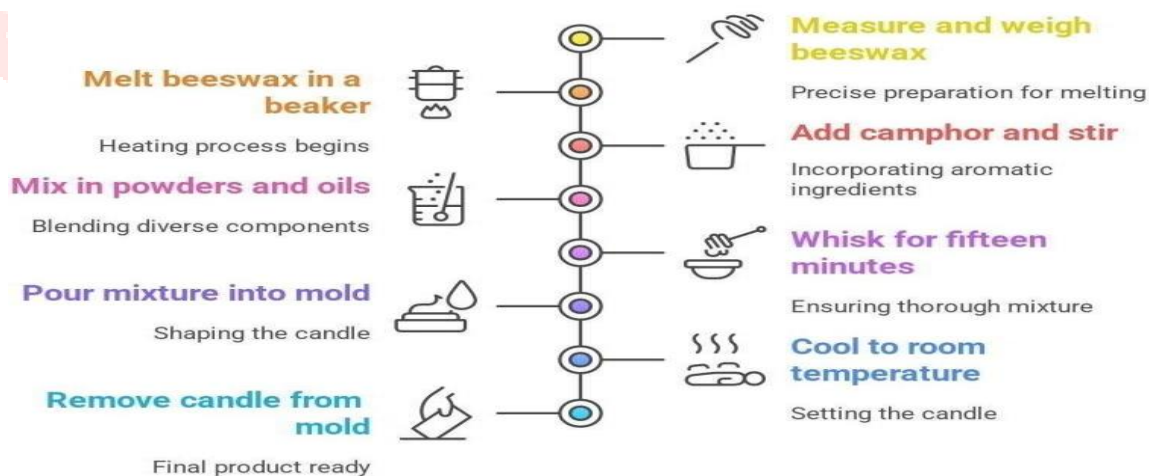 Measure and weigh
beeswax
Precise preparation for melting
Melt beeswax in a
beaker
Heating process begins
Add camphor and stir
Incorporating aromatic
ingredients
Mix in powders and oils
Blending diverse components
Whisk for fifteen
minutes
Ensuring thorough mixture
Pour mixture into mold
Shaping the candle
Cool to room
temperature
Setting the candle
Remove candle from
mold
Final product ready